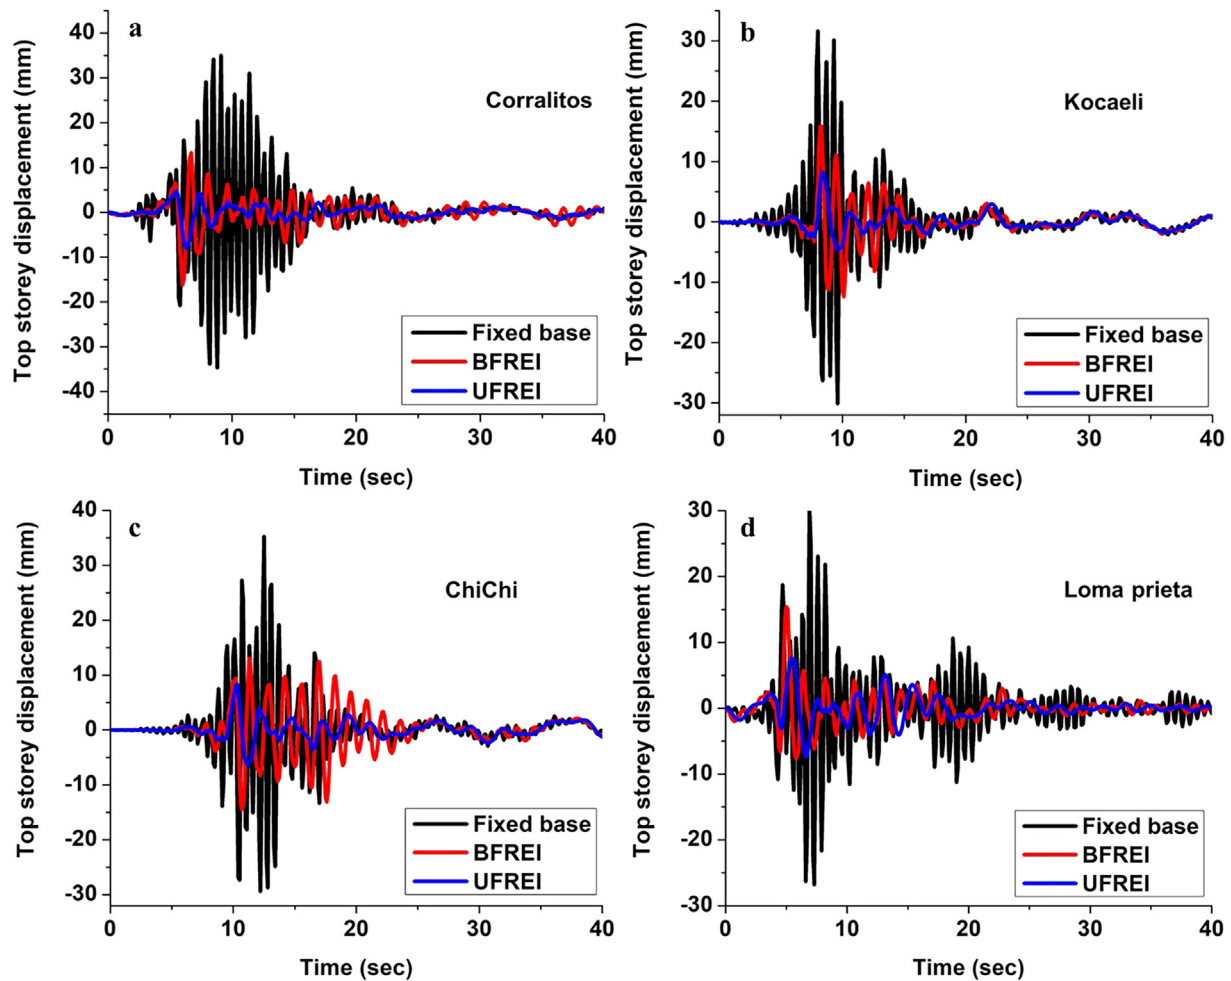 a
Corralitos
Top storey displacement (mm)
40
30
20
10
0
-10
-20
-30
-40
Fixed base
BFREI
UFREI
0 10 20 30 40
Time (sec)
b
Kocaeli
Top storey displacement (mm)
30
20
10
0
-10
-20
-30
Fixed base
BFREI
UFREI
0 10 20 30 40
Time (sec)
c
ChiChi
Top storey displacement (mm)
40
30
20
10
0
-10
-20
-30
Fixed base
BFREI
UFREI
0 10 20 30 40
Time (sec)
d
Loma prieta
Top storey displacement (mm)
30
20
10
0
-10
-20
-30
Fixed base
BFREI
UFREI
0 10 20 30 40
Time (sec)